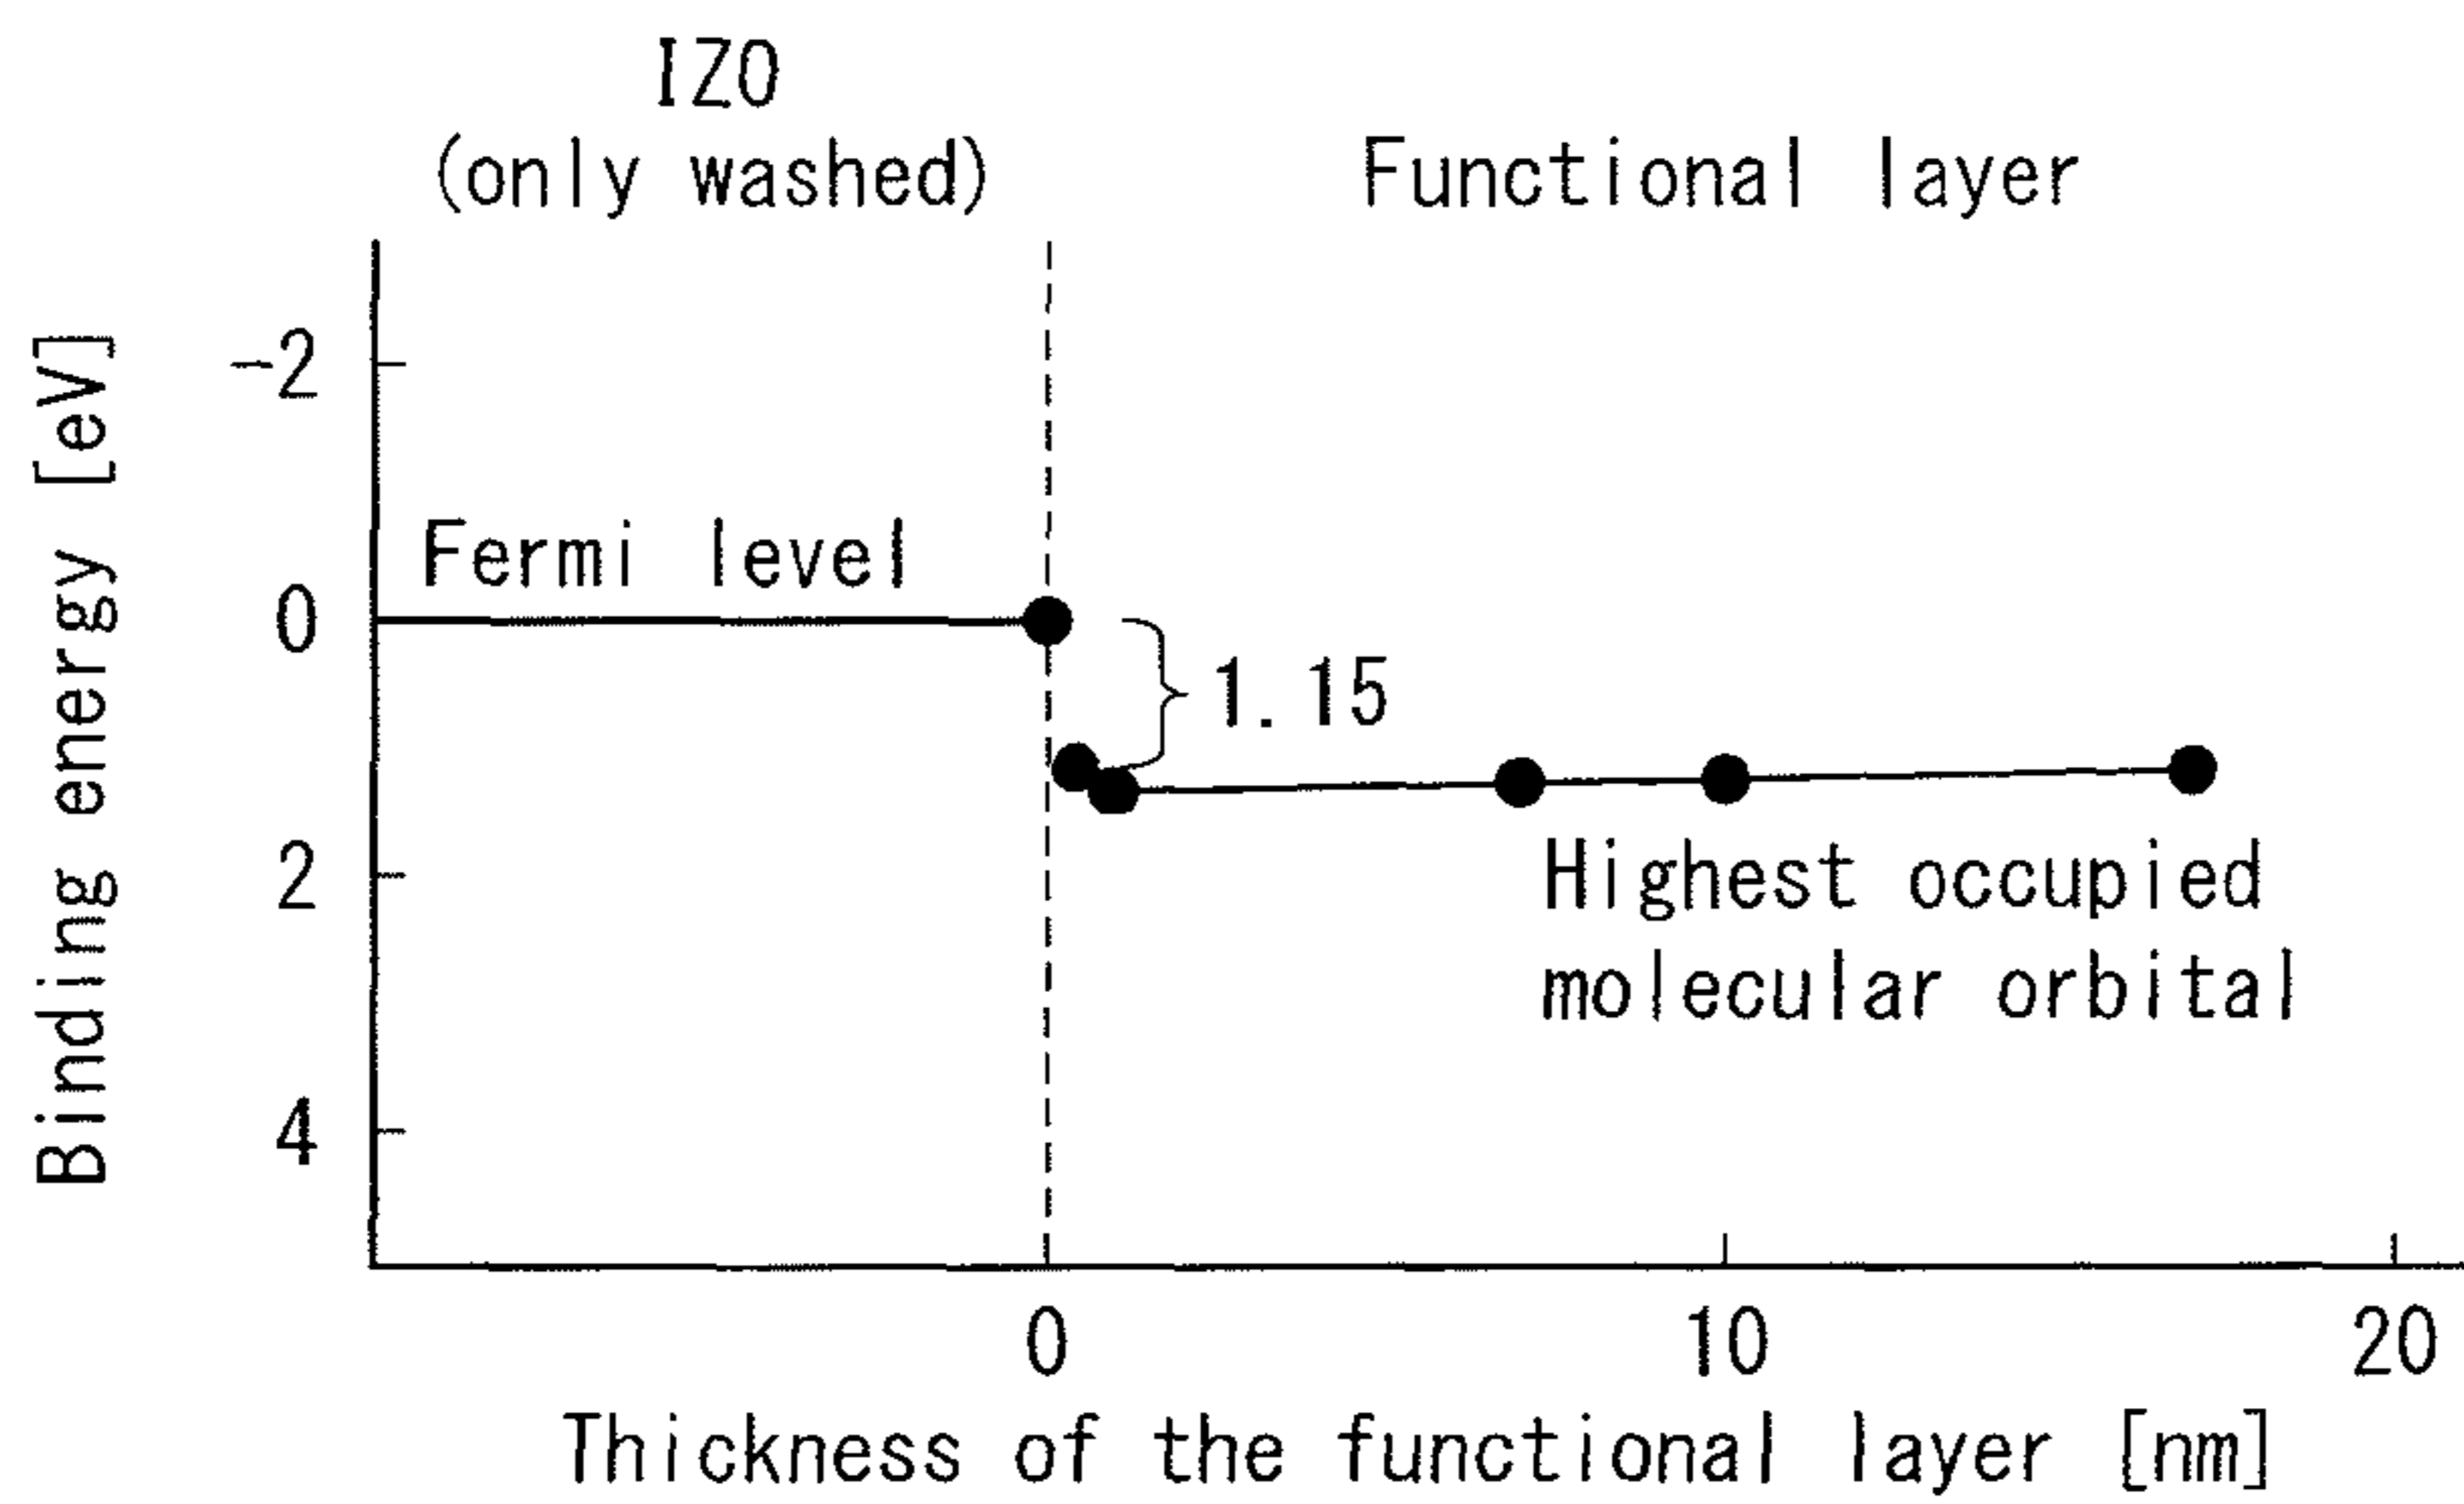 IZO
(only washed)
Functional layer
Binding energy [eV]
-2
Fermi level
0
1.15
2
Highest occupied
molecular orbital
4
0
10
20
Thickness of the functional layer [nm]